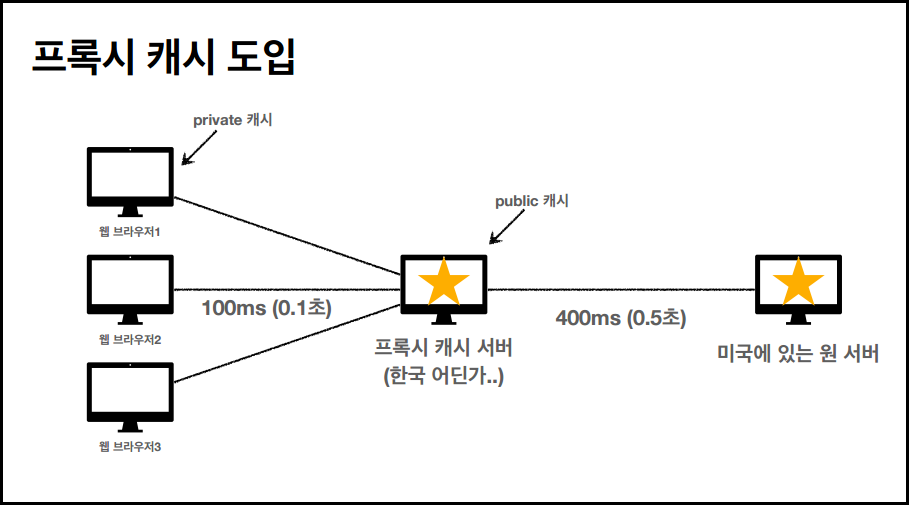 프록시 캐시 도입
private 캐시
public 캐시
웹 브라우저1
100ms (0.1초)
400ms (0.5초)
웹 브라우저2
프록시 캐시 서버
(한국 어딘가..)
미국에 있는 원 서버
웹 브라우저3